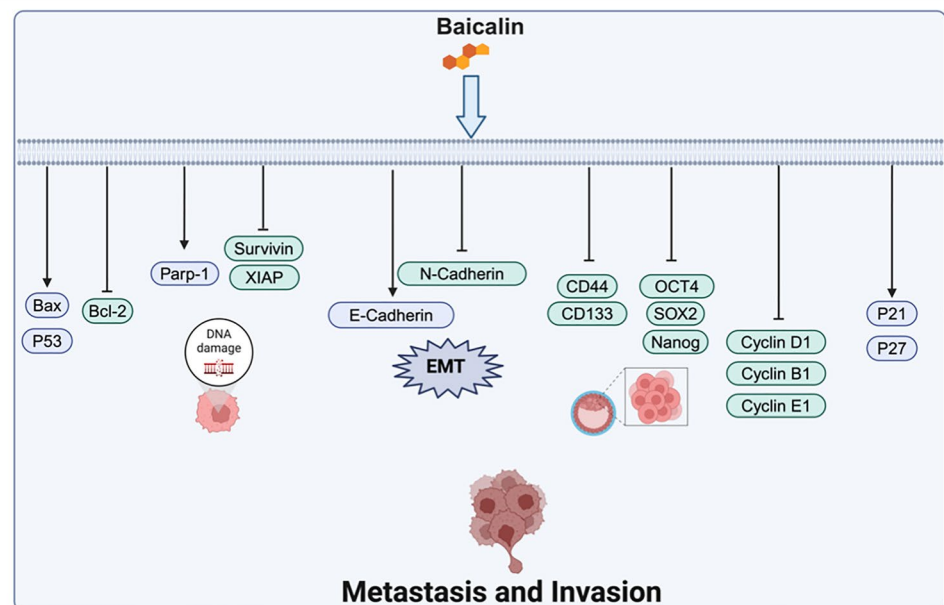 Baicalin
Bax
P53
Bcl-2
Parp-1
Survivin
XIAP
DNA
damage
N-Cadherin
E-Cadherin
EMT
CD44
CD133
OCT4
SOX2
Nanog
Cyclin D1
Cyclin B1
Cyclin E1
P21
P27
Metastasis and Invasion